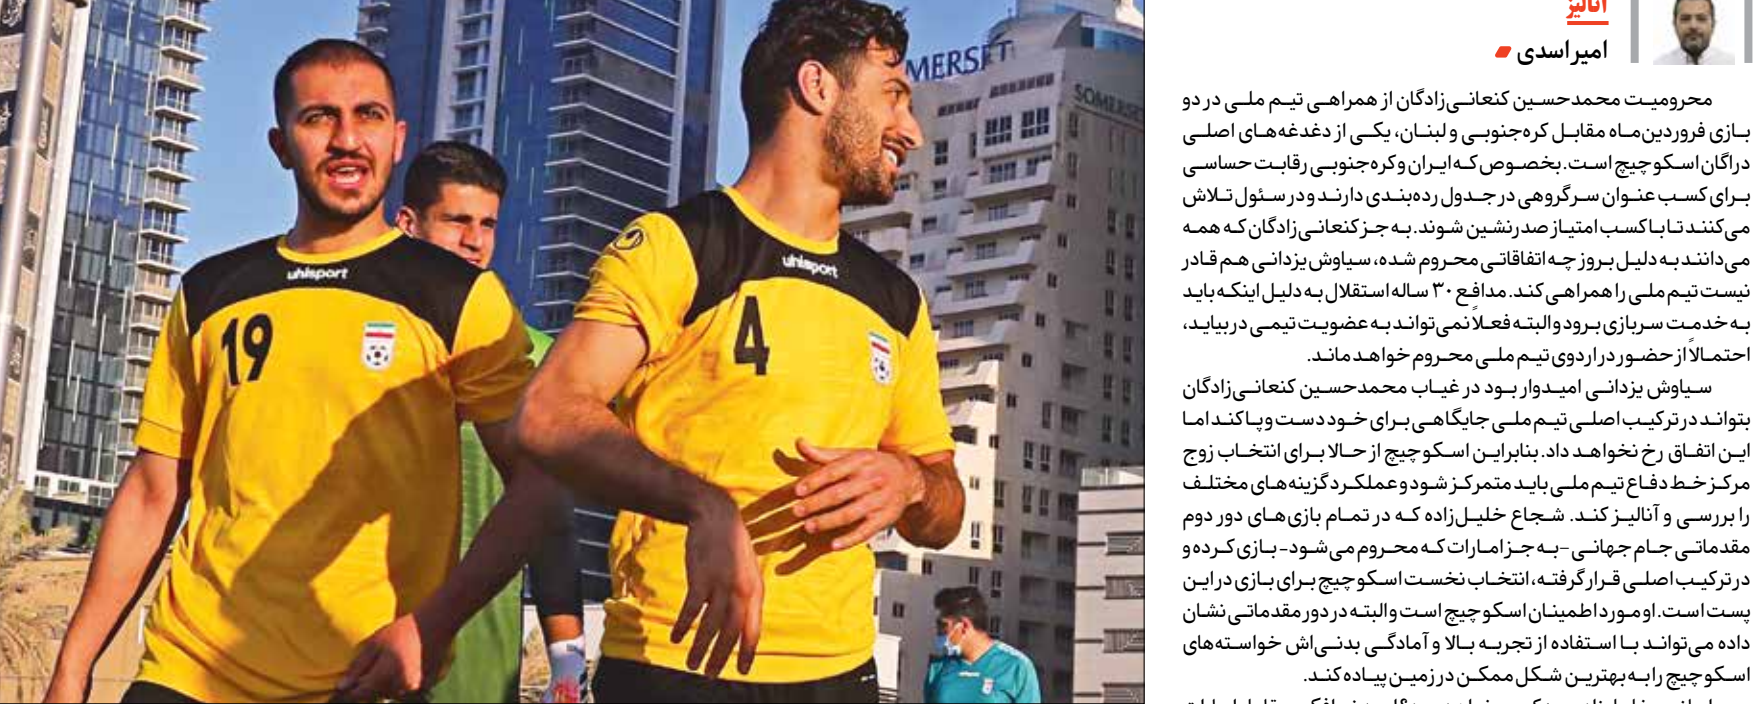 آنالیز
امیر اسدی
محرومیت محمدحسین کنعانی‌زادگان از همراهی تیم ملی در دو
بازی فروردین‌ماه مقابل کره‌جنوبی و لبنان، یکی از دغدغه‌های اصلی
دراگان اسکوچیچ است. بخصوص که ایران و کره‌جنوبی رقابت حساسی
برای کسب عنوان سرگروهی در جدول رده‌بندی دارند و در سئول تلاش
می‌کنند تا با کسب امتیاز صدرنشین شوند. به جز کنعانی‌زادگان که همه
می‌دانند به دلیل بروز چه اتفاقاتی محروم شده، سیاوش یزدانی هم قادر
نیست تیم ملی را همراهی کند. مدافع ۳۰ ساله استقلال به دلیل اینکه باید
به خدمت سربازی برود و البته فعلاً نمی‌تواند به عضویت تیمی در بیاید،
احتمالاً از حضور در اردوی تیم ملی محروم خواهد ماند.
سیاوش یزدانی امیدوار بود در غیاب محمدحسین کنعانی‌زادگان
بتواند در ترکیب اصلی تیم ملی جایگاهی برای خود دست و پا کند اما
این اتفاق رخ نخواهد داد. بنابراین اسکوچیچ از حالا برای انتخاب زوج
مرکز خط دفاع تیم ملی باید متمرکز شود و عملکرد گزینه‌های مختلف
را بررسی و آنالیز کند. شجاع خلیل‌زاده که در تمام بازی‌های دور دوم
مقدماتی جام جهانی -به جز امارات که محروم می‌شود- بازی کرده و
در ترکیب اصلی قرار گرفته، انتخاب نخست اسکوچیچ برای بازی در این
پست است. او مورد اطمینان اسکوچیچ است و البته در دور مقدماتی نشان
داده می‌تواند با استفاده از تجربه بالا و آمادگی بدنی‌اش خواسته‌های
اسکوچیچ را به بهترین شکل ممکن در زمین پیاده کند.
SOMERSET
uhlsport
19
uhlsport
4